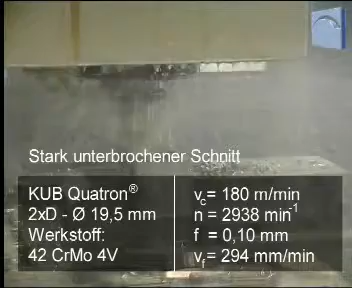 Stark unterbrochener Schnitt
KUB Quatron®
2xD - Ø 19,5 mm
Werkstoff:
42 CrMo 4V
vc= 180 m/min
n = 2938 min-1
f = 0,10 mm
vf= 294 mm/min